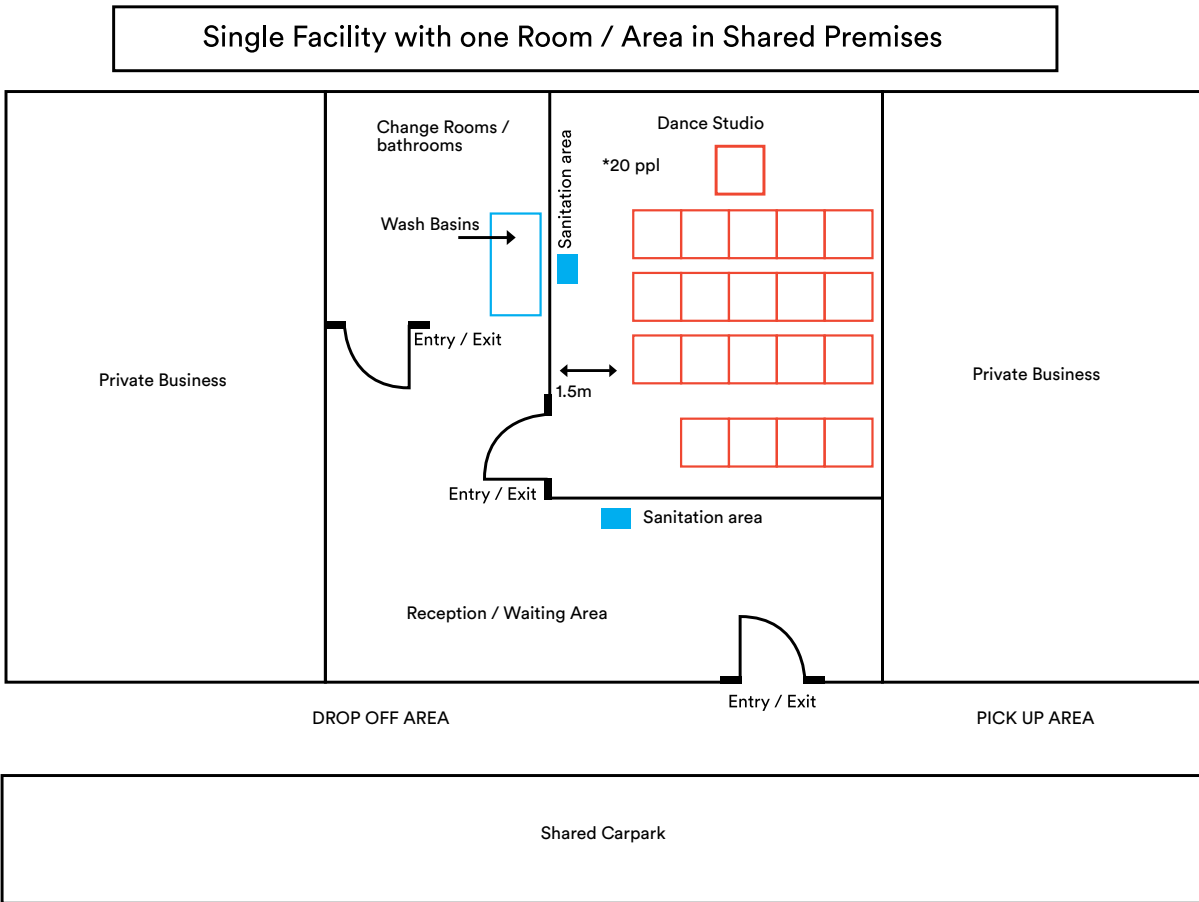 Single Facility with one Room / Area in Shared Premises
Change Rooms /
bathrooms
Dance Studio
*20 ppl
Sanitation area
Wash Basins
Entry / Exit
Private Business
Private Business
1.5m
Entry / Exit
Sanitation area
Reception / Waiting Area
Entry / Exit
DROP OFF AREA
PICK UP AREA
Shared Carpark